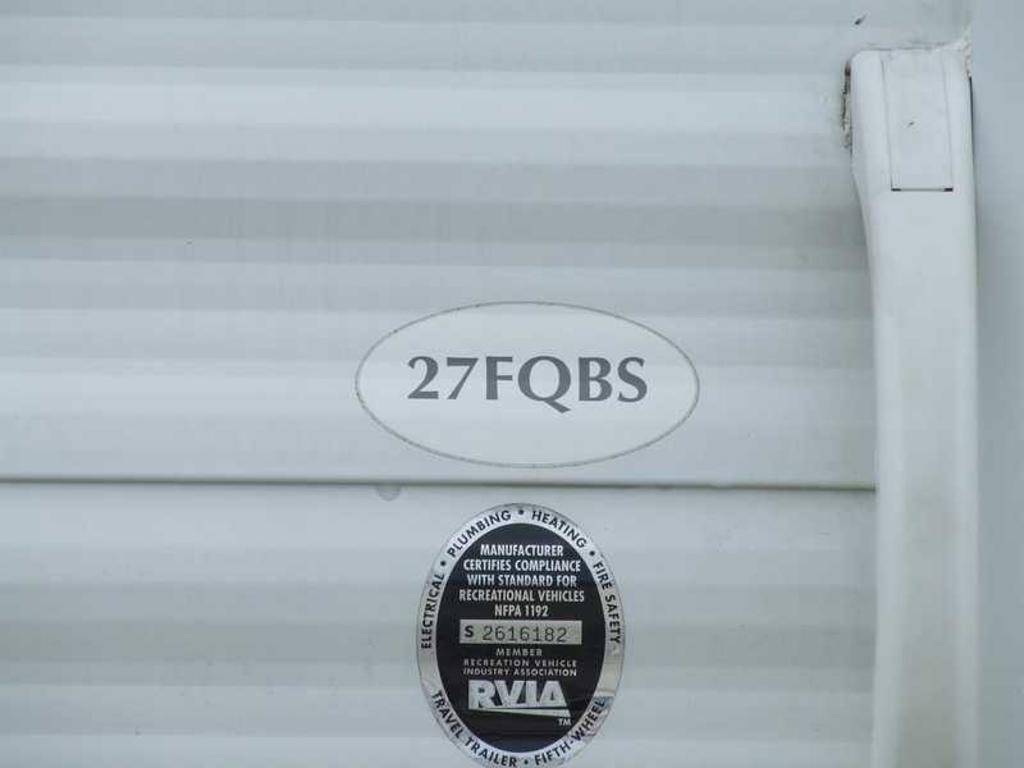 27FQBS
ELECTRICAL • PLUMBING • HEATING • FIRE SAFETY
MANUFACTURER
CERTIFIES COMPLIANCE
WITH STANDARD FOR
RECREATIONAL VEHICLES
NFPA 1192
S 2616182
MEMBER
RECREATION VEHICLE
INDUSTRY ASSOCIATION
RVIA
TM
TRAVEL TRAILER • FIFTH-WHEEL